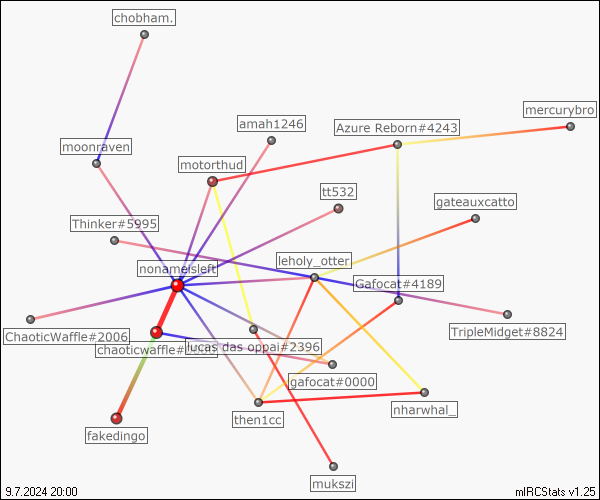 chobham.
mercurybro
amah1246
Azure Reborn#4243
moonraven
motorthud
tt532
gateauxcatto
Thinker#5995
leholy_otter
nonameisleft
Gafocat#4189
ChaoticWaffle#2006
TripleMidget#8824
lucas das oppai#2396
gafocat#0000
nharwhal_
then1cc
fakedingo
mukszi
9.7.2024 20:00
mIRCStats v1.25